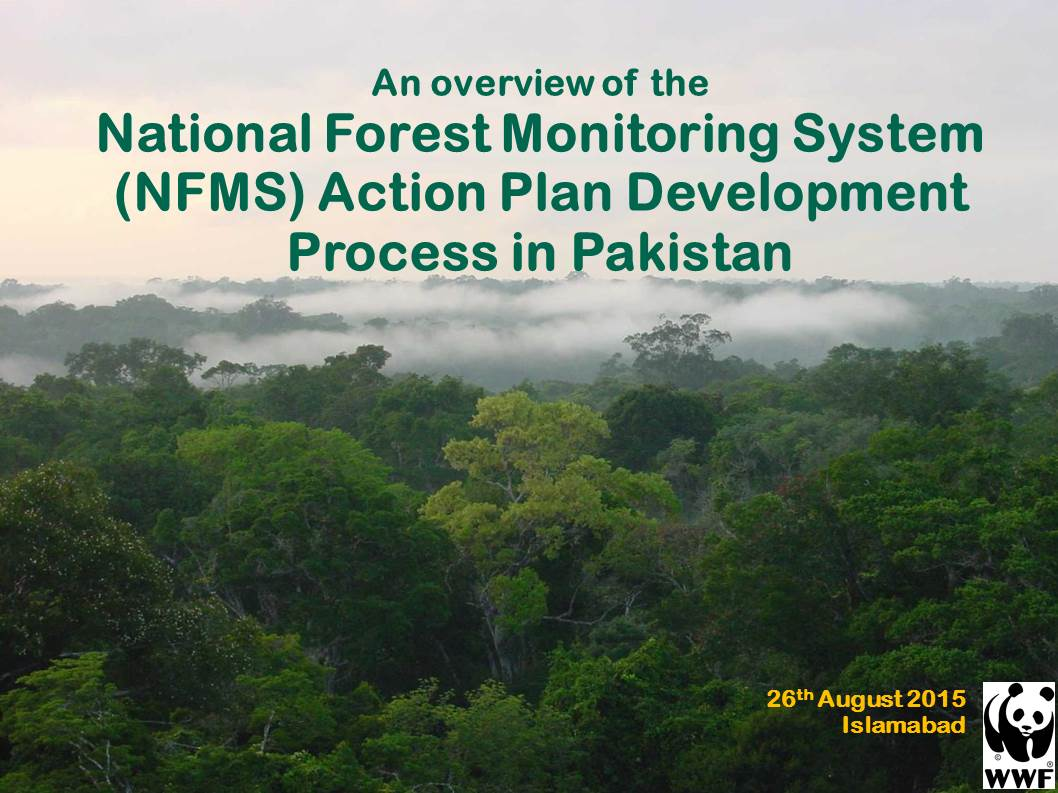 An overview of the
National Forest Monitoring System
(NFMS) Action Plan Development
Process in Pakistan
26th August 2015
Islamabad
©
®
WWF